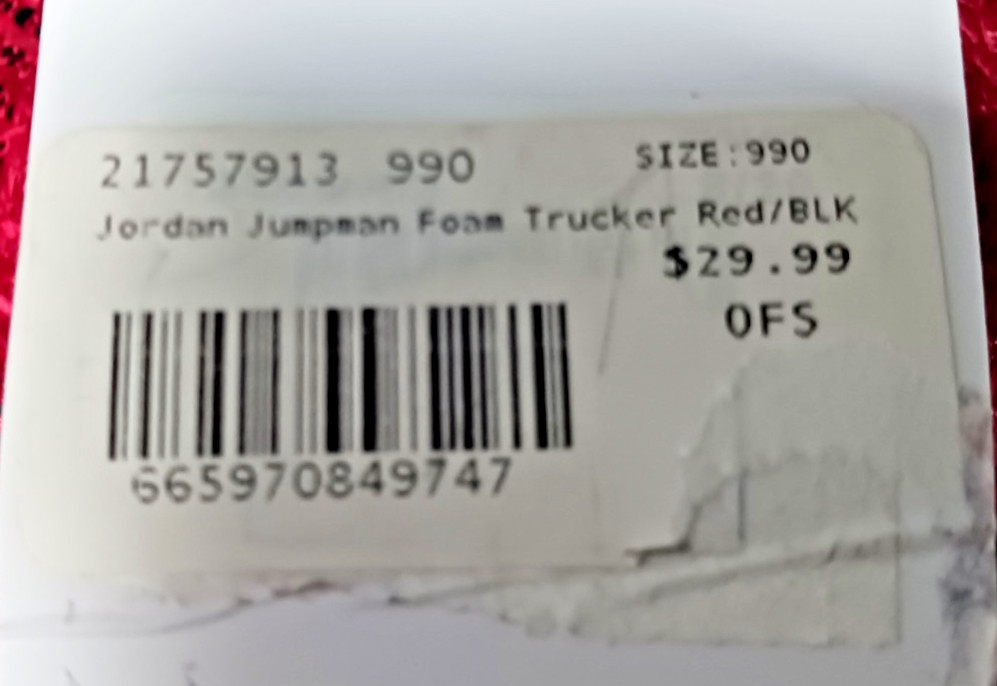 21757913 990
SIZE:990
Jordan Jumpman Foam Trucker Red/BLK
$29.99
OFS
665970849747